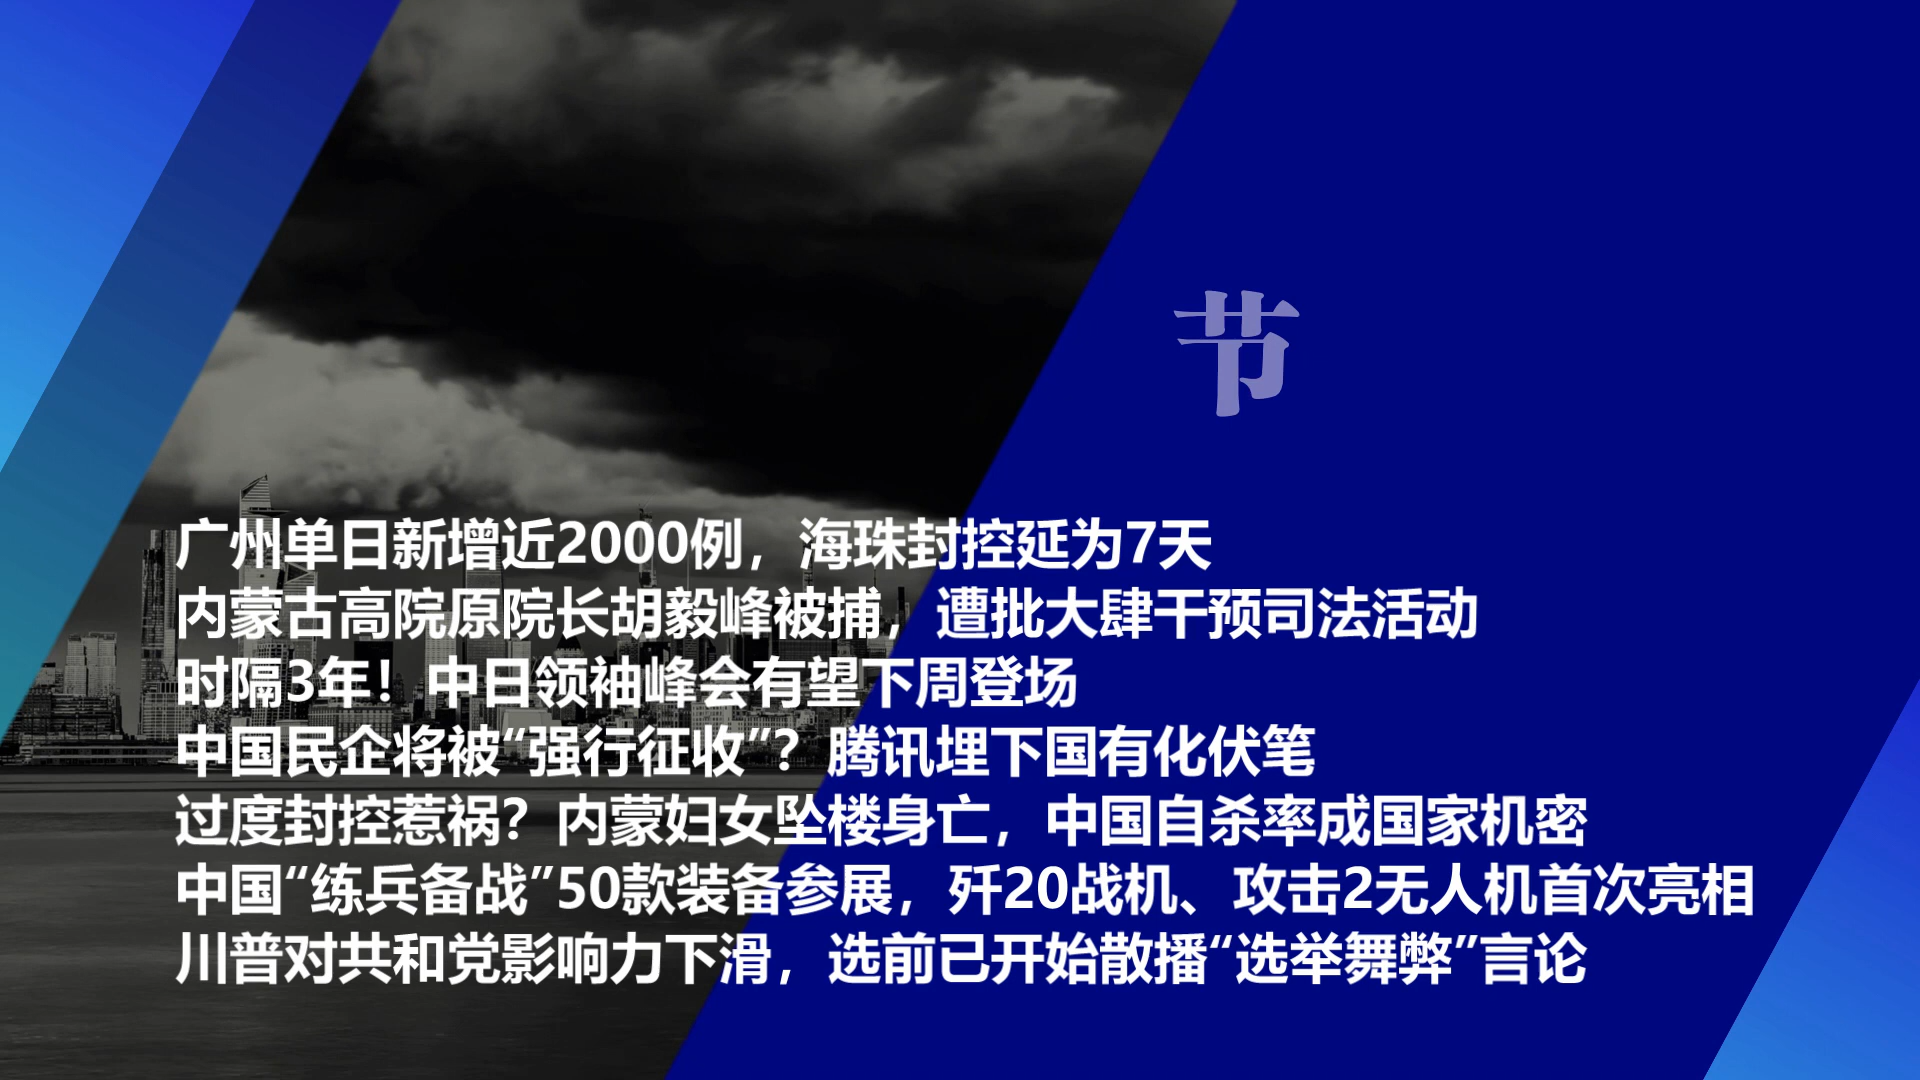 节
广州单日新增近2000例，海珠封控延为7天
内蒙古高院原院长胡毅峰被捕，遭批大肆干预司法活动
时隔3年！中日领袖峰会有望下周登场
中国民企将被“强行征收”？腾讯埋下国有化伏笔
过度封控惹祸？内蒙妇女坠楼身亡，中国自杀率成国家机密
中国“练兵备战”50款装备参展，歼20战机、攻击2无人机首次亮相
川普对共和党影响力下滑，选前已开始散播“选举舞弊”言论